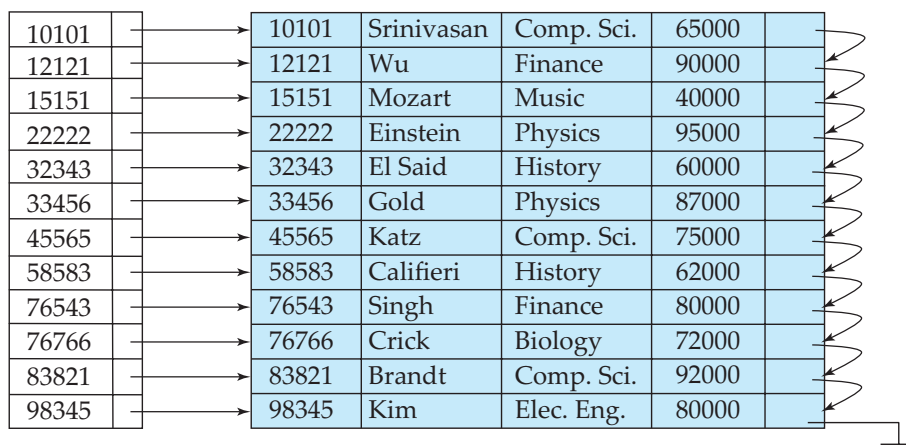 10101 10101 Srinivasan Comp. Sci. 65000
12121 12121 Wu Finance 90000
15151 15151 Mozart Music 40000
22222 22222 Einstein Physics 95000
32343 32343 El Said History 60000
33456 33456 Gold Physics 87000
45565 45565 Katz Comp. Sci. 75000
58583 58583 Califieri History 62000
76543 76543 Singh Finance 80000
76766 76766 Crick Biology 72000
83821 83821 Brandt Comp. Sci. 92000
98345 98345 Kim Elec. Eng. 80000